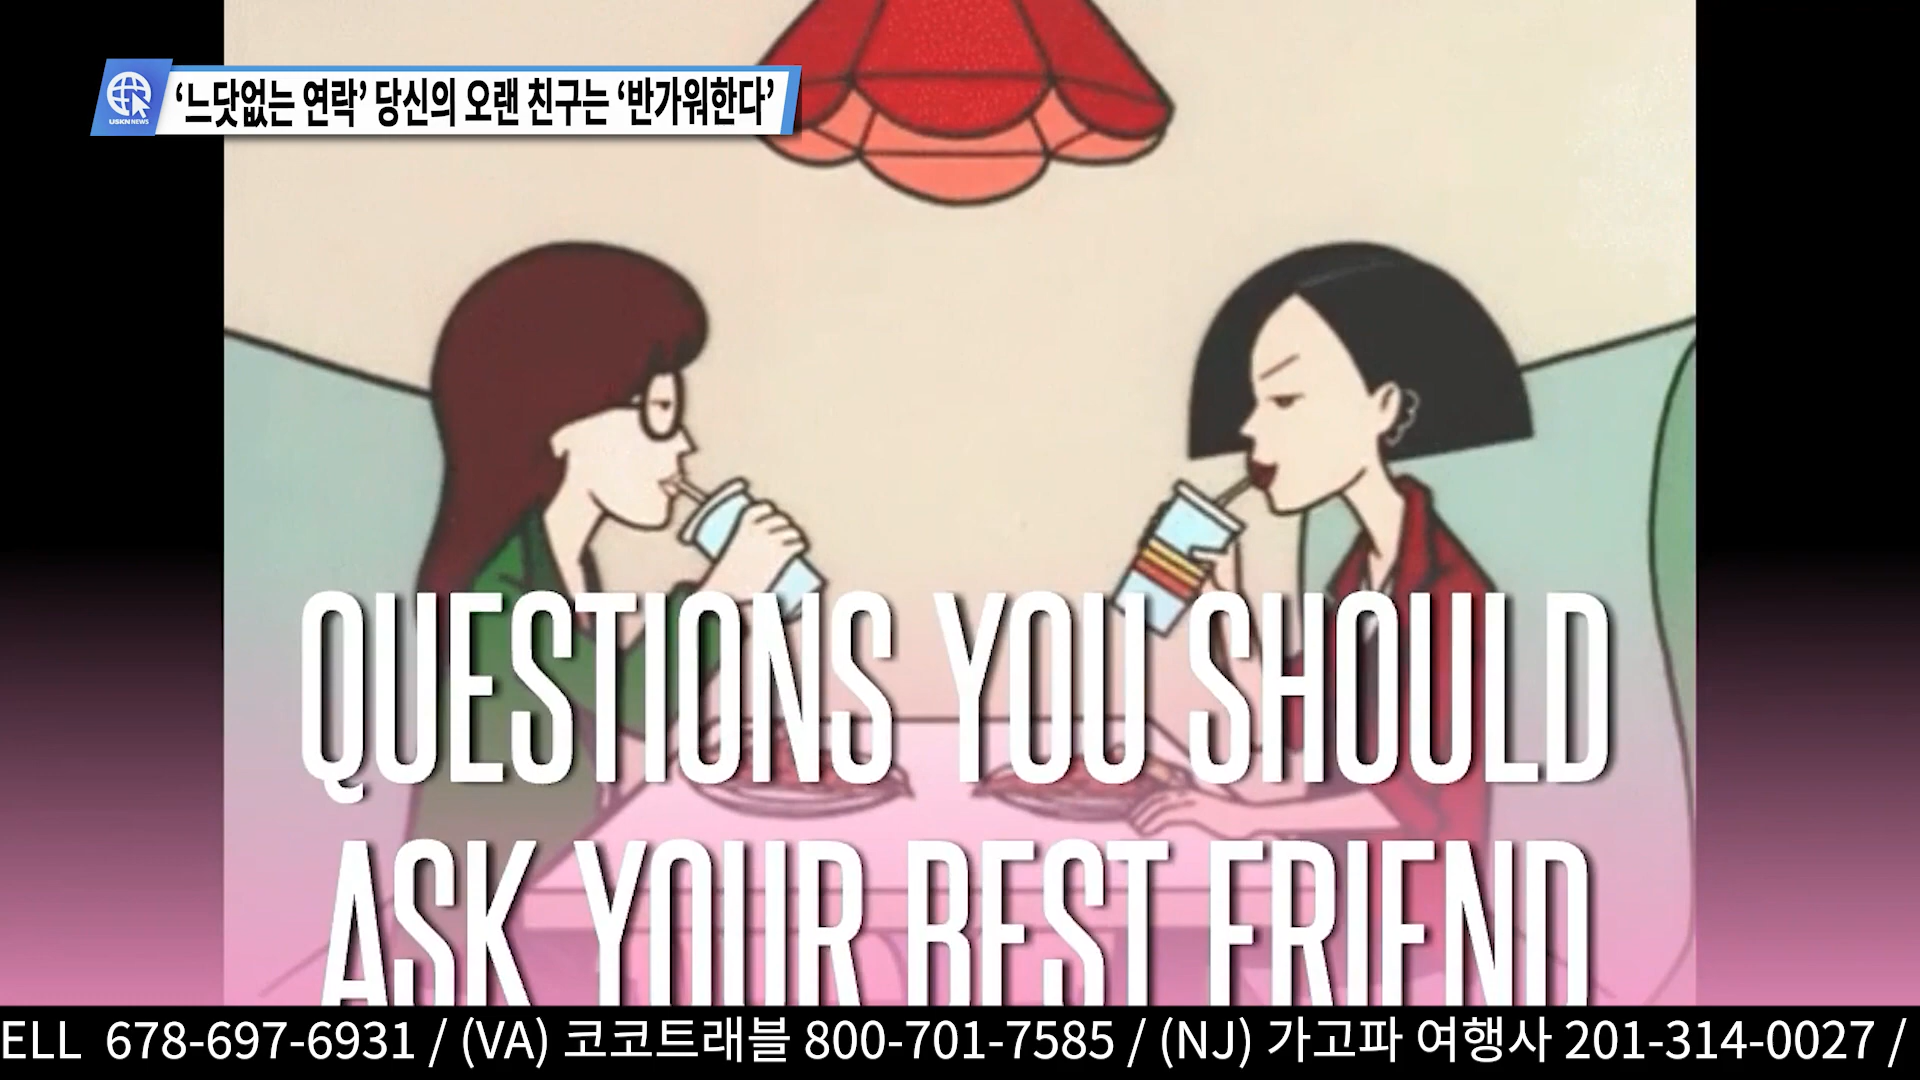 USKN NEWS
‘느닷없는 연락’ 당신의 오랜 친구는 ‘반가워한다’
QUESTIONS YOU SHOULD
ASK YOUR BEST FRIEND
ELL 678-697-6931 / (VA) 코코트래블 800-701-7585 / (NJ) 가고파 여행사 201-314-0027 /